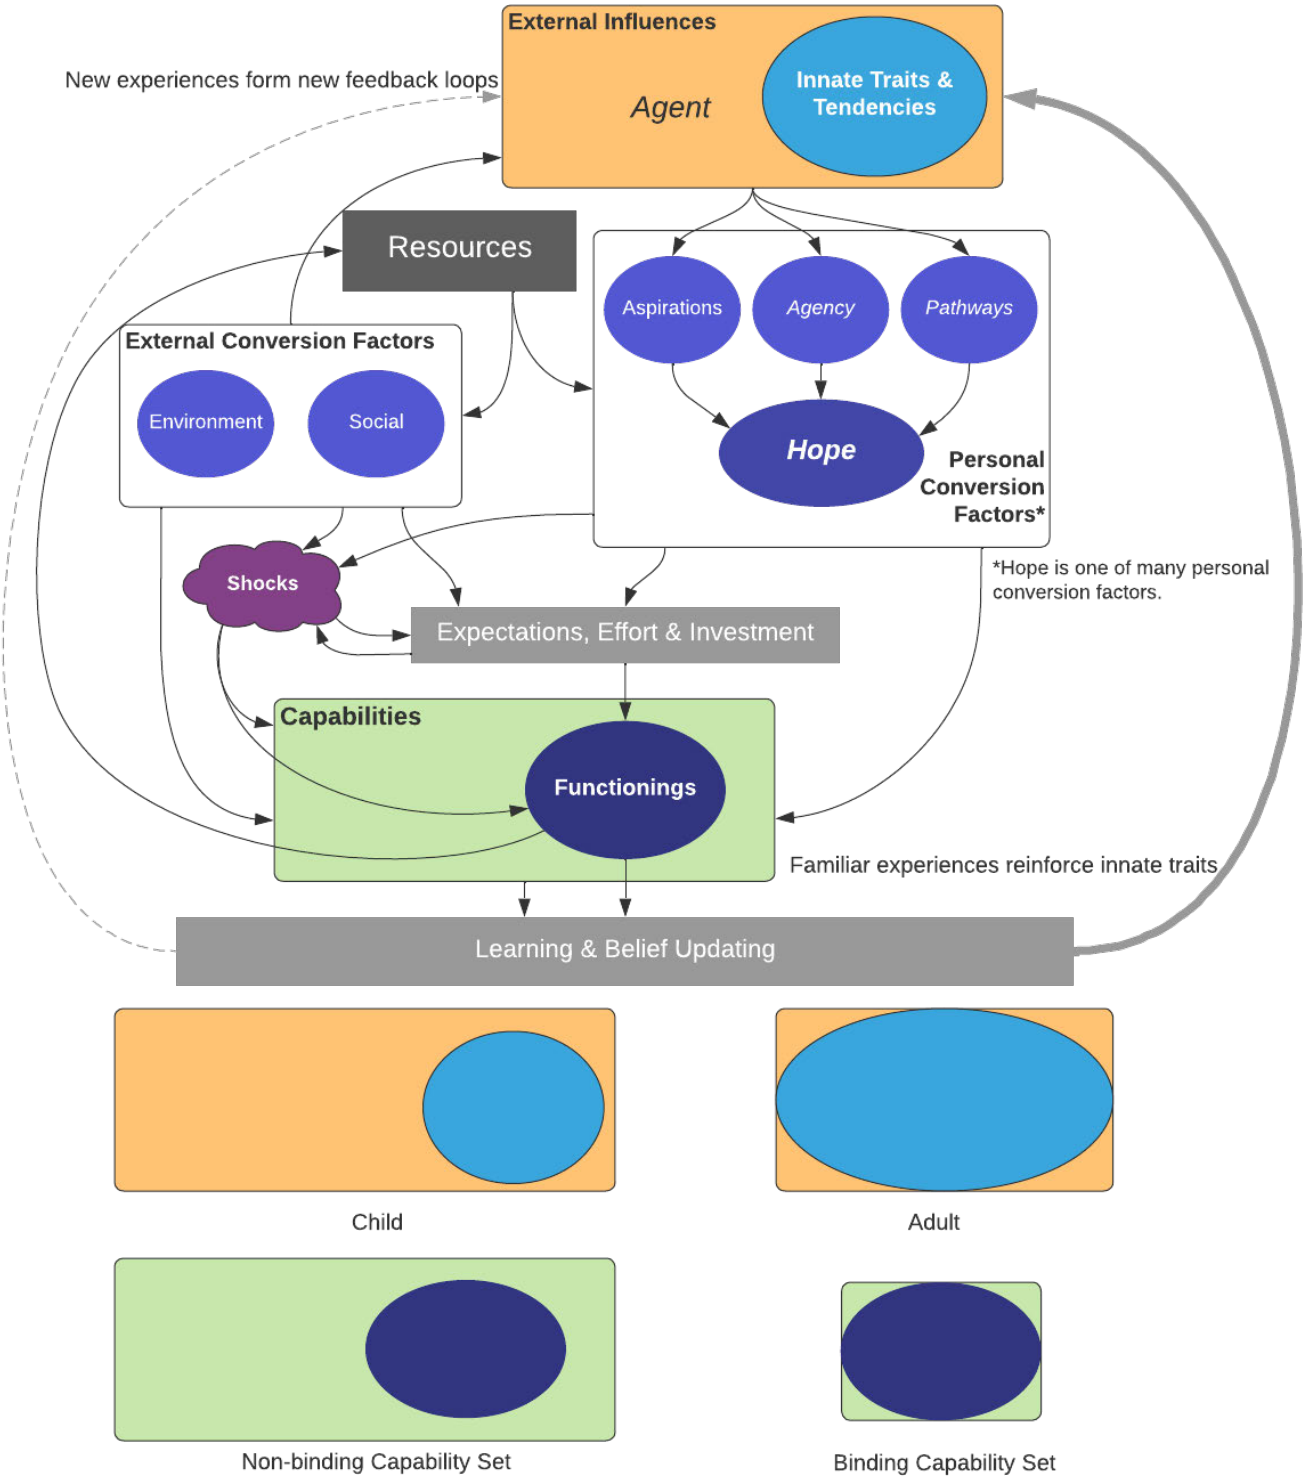 External Influences
Innate Traits &
Tendencies
Agent
New experiences form new feedback loops
Resources
Aspirations
Agency
Pathways
External Conversion Factors
Environment
Social
Hope
Personal
Conversion
Factors*
*Hope is one of many personal
conversion factors.
Shocks
Expectations, Effort & Investment
Capabilities
Functionings
Familiar experiences reinforce innate traits
Learning & Belief Updating
Child
Adult
Non-binding Capability Set
Binding Capability Set